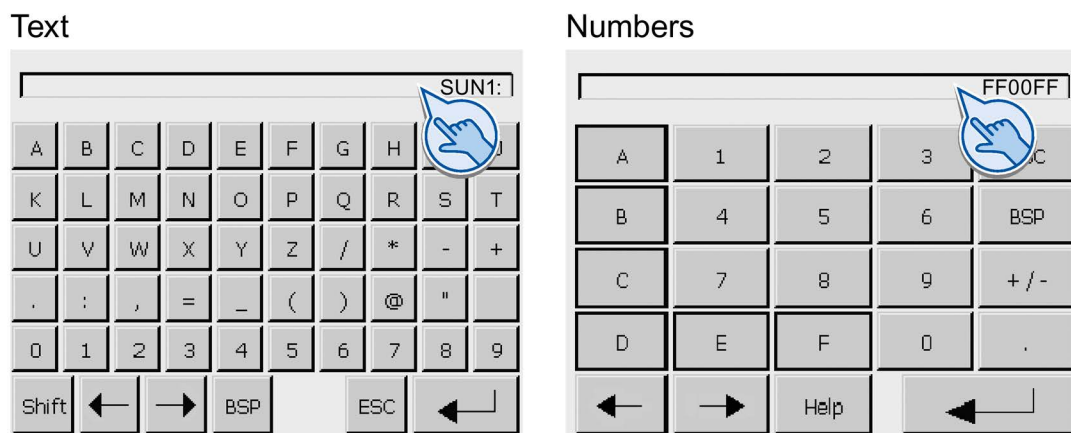 Text
SUN1:
A B C D E F G H J
K L M N O P Q R S T
U V W X Y Z / * - +
. : , = _ ( ) @ "
0 1 2 3 4 5 6 7 8 9
Shift BSP ESC
Numbers
FF00FF
A 1 2 3
B 4 5 6 BSP
C 7 8 9 +/-
D E F 0 .
Help